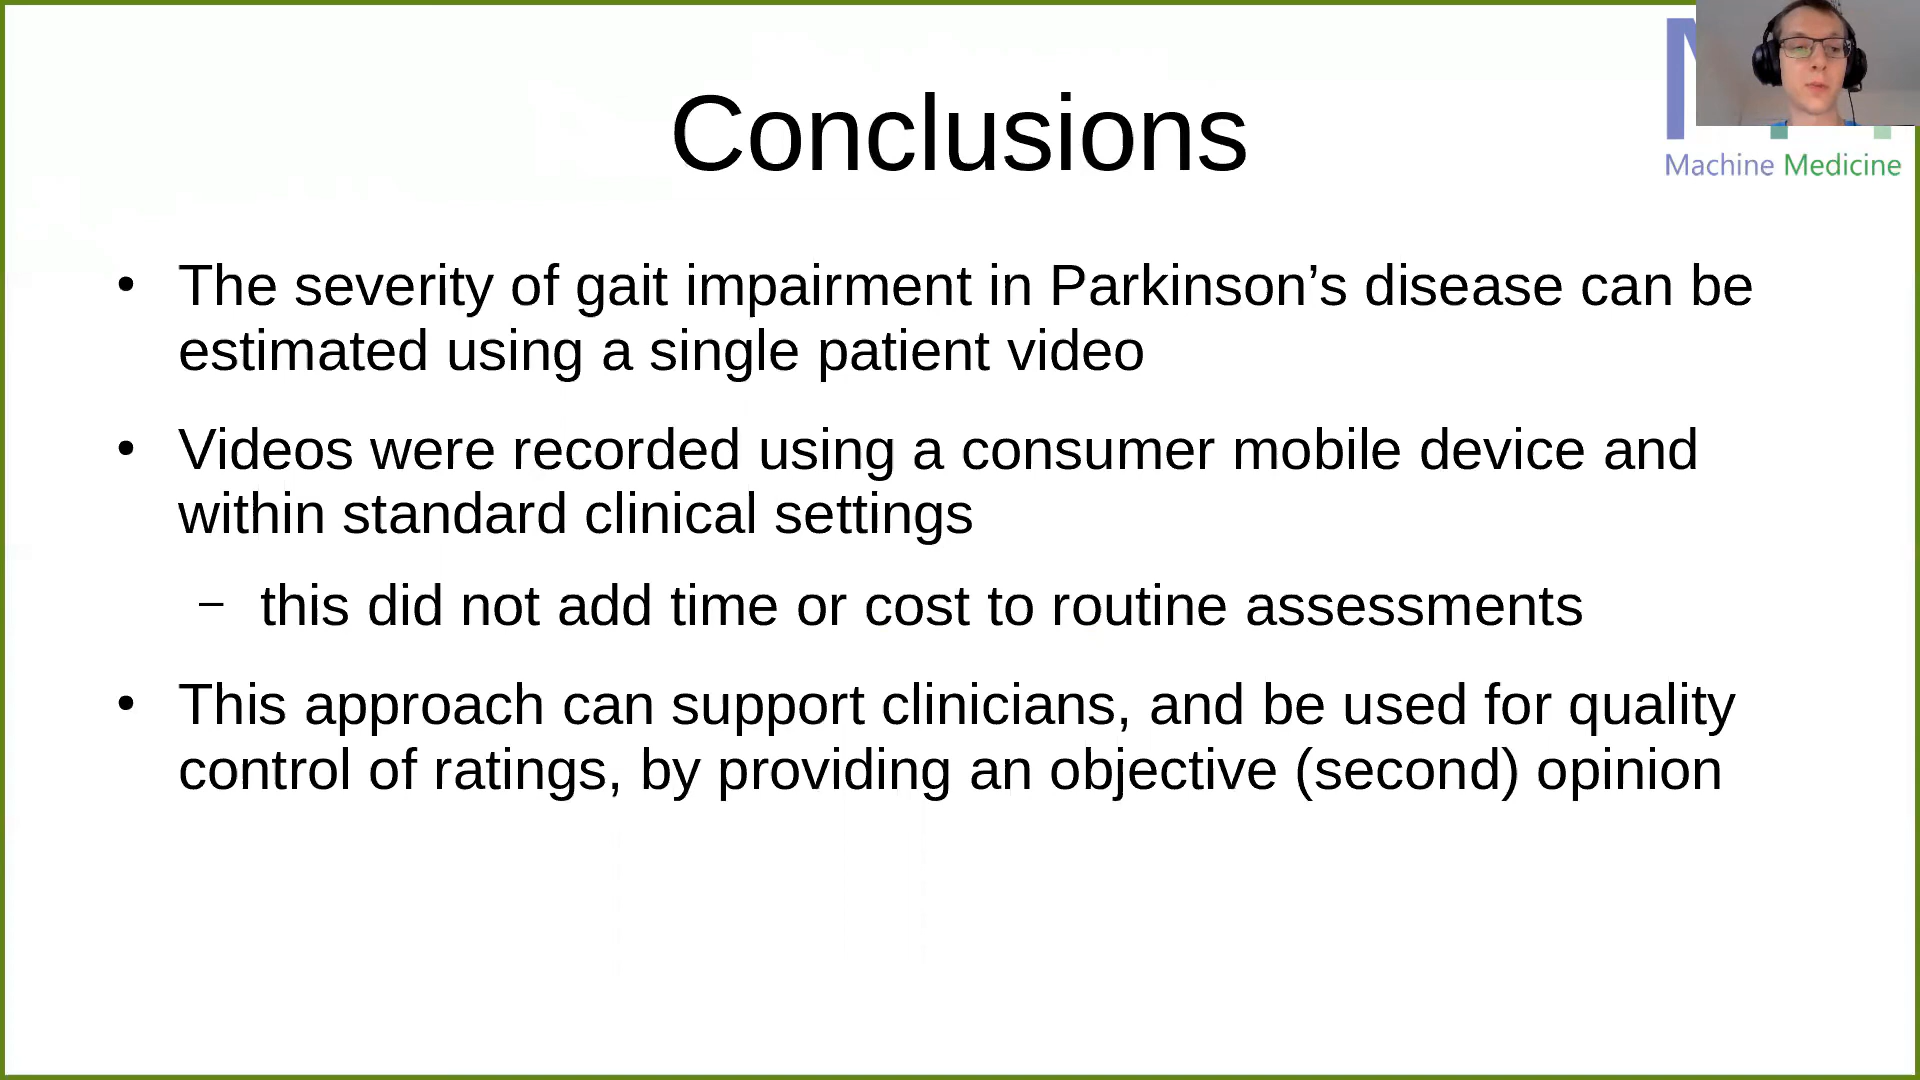 Conclusions
Machine Medicine
• The severity of gait impairment in Parkinson’s disease can be
estimated using a single patient video
• Videos were recorded using a consumer mobile device and
within standard clinical settings
– this did not add time or cost to routine assessments
• This approach can support clinicians, and be used for quality
control of ratings, by providing an objective (second) opinion